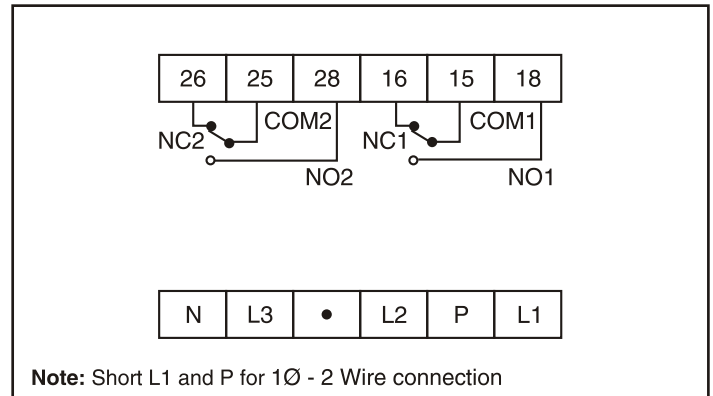 26 25 28 16 15 18
COM2 COM1
NC2 NC1
NO2 NO1
N L3 • L2 P L1
Note: Short L1 and P for 1Ø - 2 Wire connection